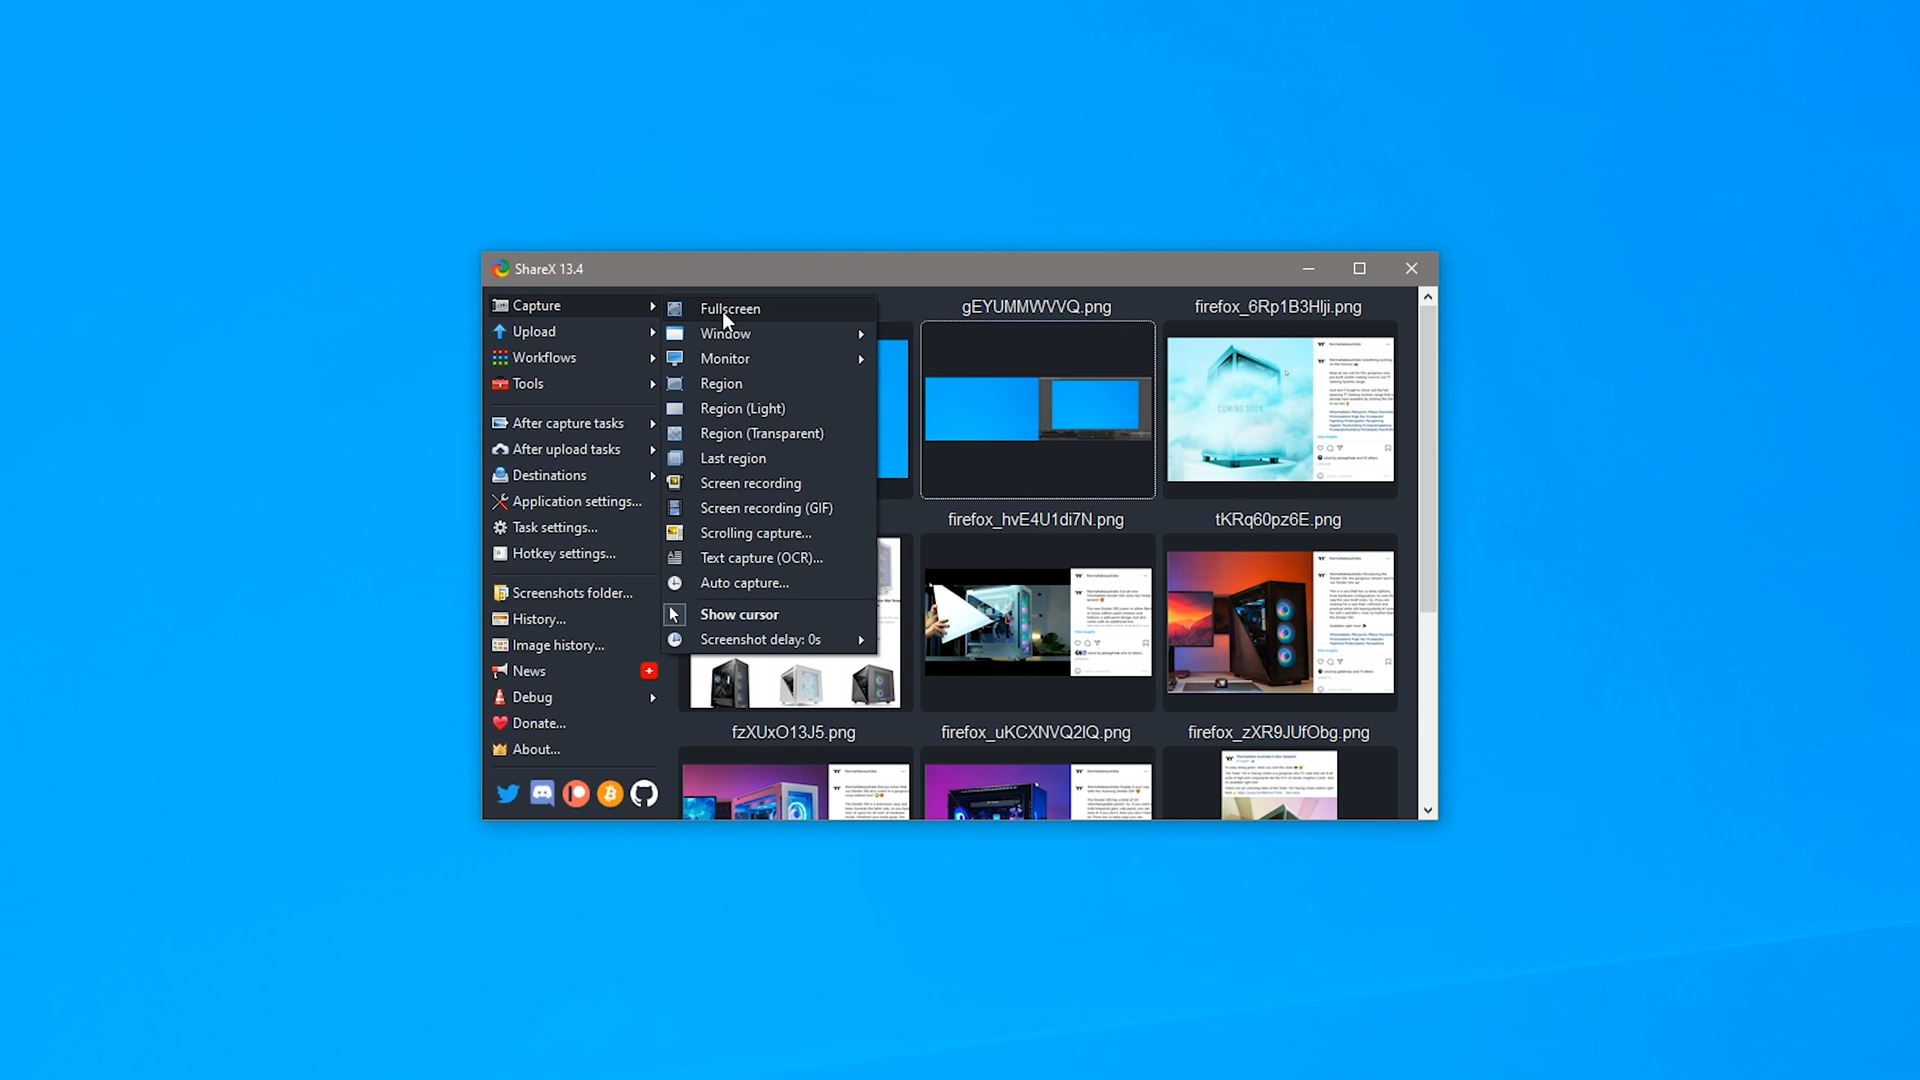 ShareX 13.4
Capture
Upload
Workflows
Tools
After capture tasks
After upload tasks
Destinations
Application settings...
Task settings...
Hotkey settings...
Screenshots folder...
History...
Image history...
News
Debug
Donate...
About...
Fullscreen
Window
Monitor
Region
Region (Light)
Region (Transparent)
Last region
Screen recording
Screen recording (GIF)
Scrolling capture...
Text capture (OCR)...
Auto capture...
Show cursor
Screenshot delay: 0s
gEYUMMWVVQ.png
firefox_6Rp1B3Hlji.png
COMING SOON
firefox_hvE4U1di7N.png
tKRq60pz6E.png
fzXUxO13J5.png
firefox_uKCXNVQ2lQ.png
firefox_zXR9JUfObg.png